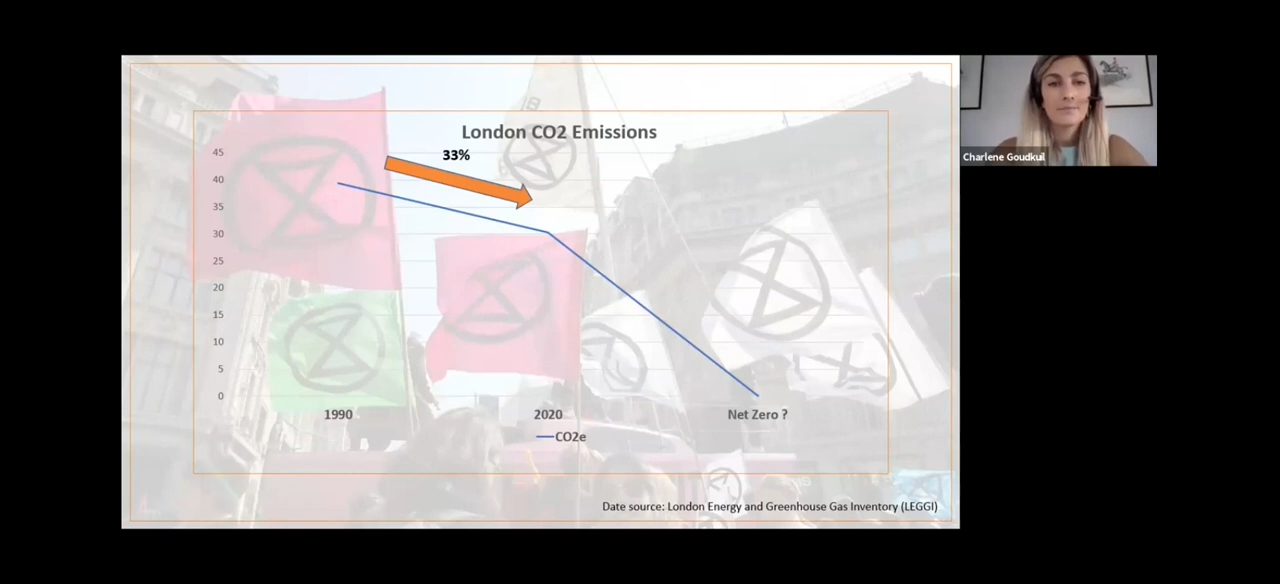 London CO2 Emissions
33%
45
40
35
30
25
20
15
10
5
0
1990
2020
Net Zero ?
CO2e
Date source: London Energy and Greenhouse Gas Inventory (LEGGI)
Charlene Goudkuil